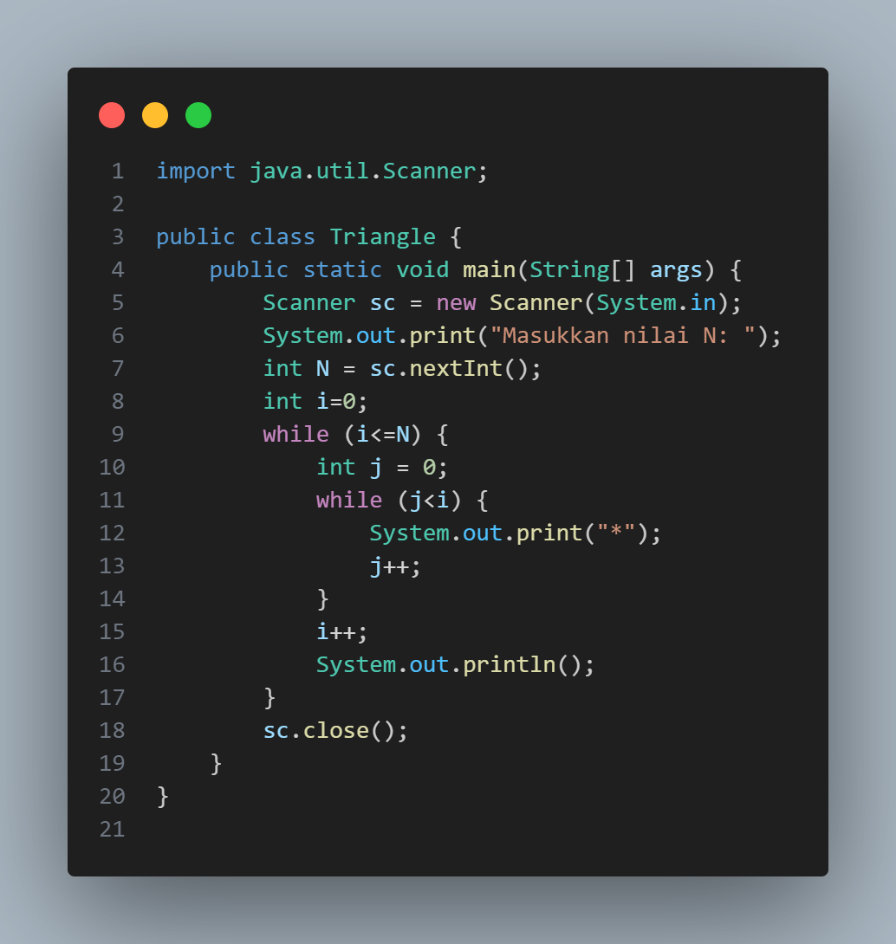 1 import java.util.Scanner;
2
3 public class Triangle {
4     public static void main(String[] args) {
5         Scanner sc = new Scanner(System.in);
6         System.out.print("Masukkan nilai N: ");
7         int N = sc.nextInt();
8         int i=0;
9         while (i<=N) {
10             int j = 0;
11             while (j<i) {
12                 System.out.print("*");
13                 j++;
14             }
15             i++;
16             System.out.println();
17         }
18         sc.close();
19     }
20 }
21